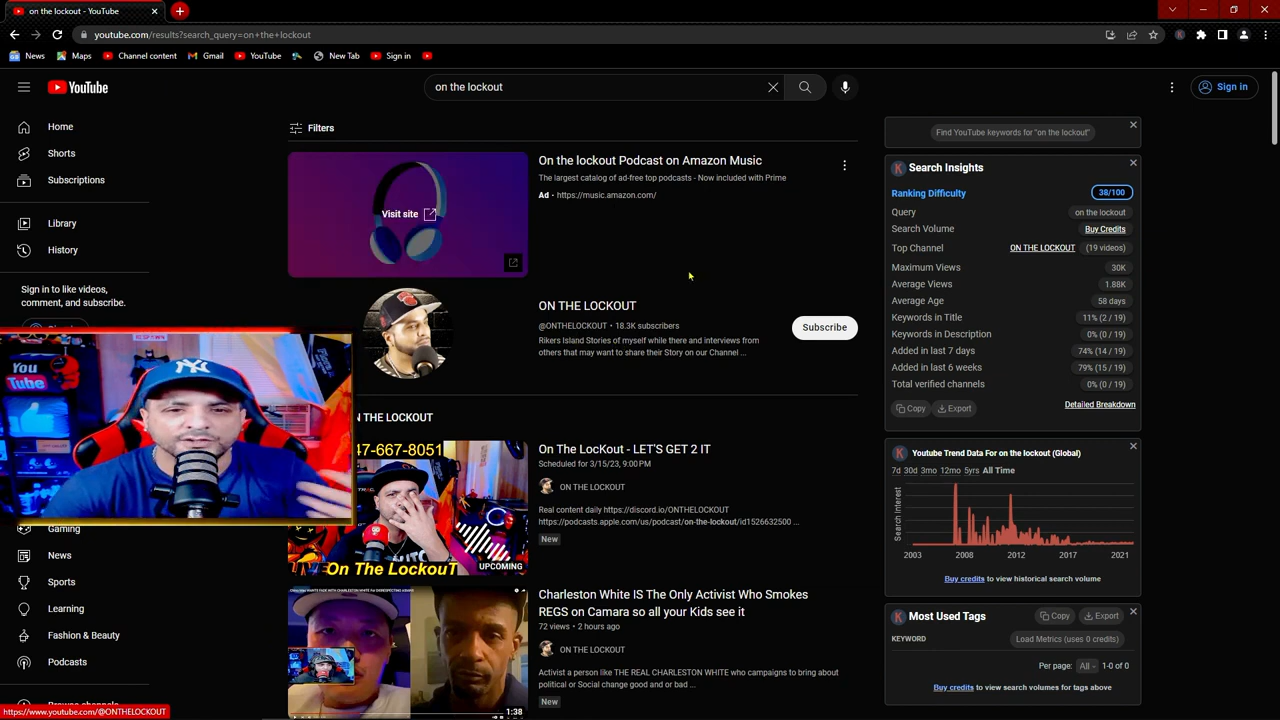 on the lockout - YouTube
youtube.com/results?search_query=on+the+lockout
News
Maps
Channel content
Gmail
YouTube
New Tab
Sign in
YouTube
on the lockout
Sign in
Home
Shorts
Subscriptions
Library
History
Sign in to like videos,
comment, and subscribe.
You
Tube
Gaming
News
Sports
Learning
Fashion & Beauty
Podcasts
https://www.youtube.com/@ONTHELOCKOUT
Filters
Visit site
On the lockout Podcast on Amazon Music
The largest catalog of ad-free top podcasts - Now included with Prime
Ad · https://music.amazon.com/
ON THE LOCKOUT
@ONTHELOCKOUT • 18.3K subscribers
Rikers Island Stories of myself while there and interviews from
others that may want to share their Story on our Channel ...
Subscribe
N THE LOCKOUT
47-667-8051
On The LockouT
UPCOMING
On The LocKout - LET'S GET 2 IT
Scheduled for 3/15/23, 9:00 PM
ON THE LOCKOUT
Real content daily https://discord.io/ONTHELOCKOUT
https://podcasts.apple.com/us/podcast/on-the-lockout/id1526632500 ...
New
1:38
Charleston White IS The Only Activist Who Smokes
REGS on Camara so all your Kids see it
72 views • 2 hours ago
ON THE LOCKOUT
Activist a person like THE REAL CHARLESTON WHITE who campaigns to bring about
political or Social change good and or bad ...
New
Find YouTube keywords for "on the lockout"
Search Insights
Ranking Difficulty 38/100
Query on the lockout
Search Volume Buy Credits
Top Channel ON THE LOCKOUT (19 videos)
Maximum Views 30K
Average Views 1.88K
Average Age 58 days
Keywords in Title 11% (2 / 19)
Keywords in Description 0% (0 / 19)
Added in last 7 days 74% (14 / 19)
Added in last 6 weeks 79% (15 / 19)
Total verified channels 0% (0 / 19)
Copy Export Detailed Breakdown
Youtube Trend Data For on the lockout (Global)
7d 30d 3mo 12mo 5yrs All Time
Search Interest
2003 2008 2012 2017 2021
Buy credits to view historical search volume
Most Used Tags Copy Export
KEYWORD Load Metrics (uses 0 credits)
Per page: All 1-0 of 0
Buy credits to view search volumes for tags above